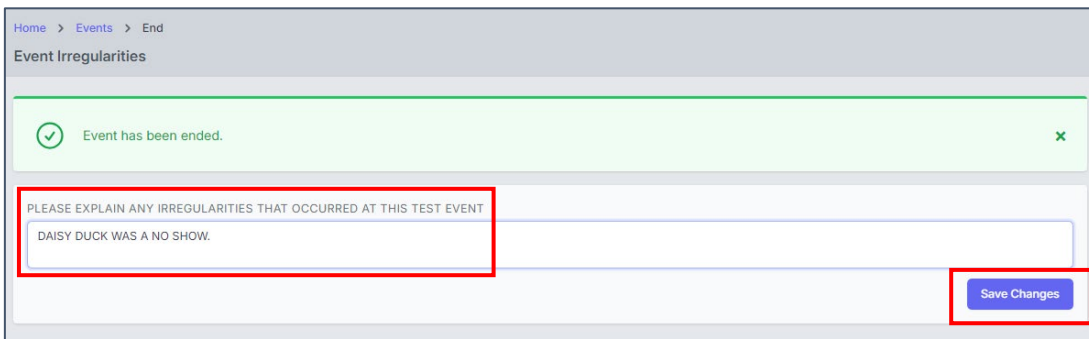 Home > Events > End
Event Irregularities
Event has been ended.
PLEASE EXPLAIN ANY IRREGULARITIES THAT OCCURRED AT THIS TEST EVENT
DAISY DUCK WAS A NO SHOW.
Save Changes